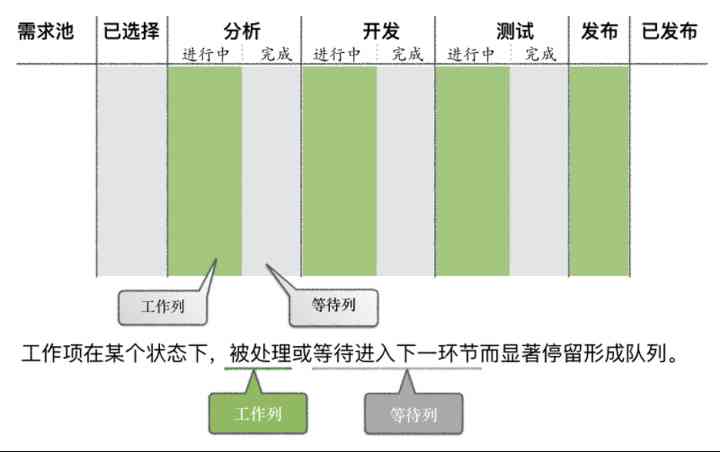 需求池 已选择 分析 开发 测试 发布 已发布
进行中 完成 进行中 完成 进行中 完成
工作列 等待列
工作项在某个状态下，被处理或等待进入下一环节而显著停留形成队列。
工作列 等待列